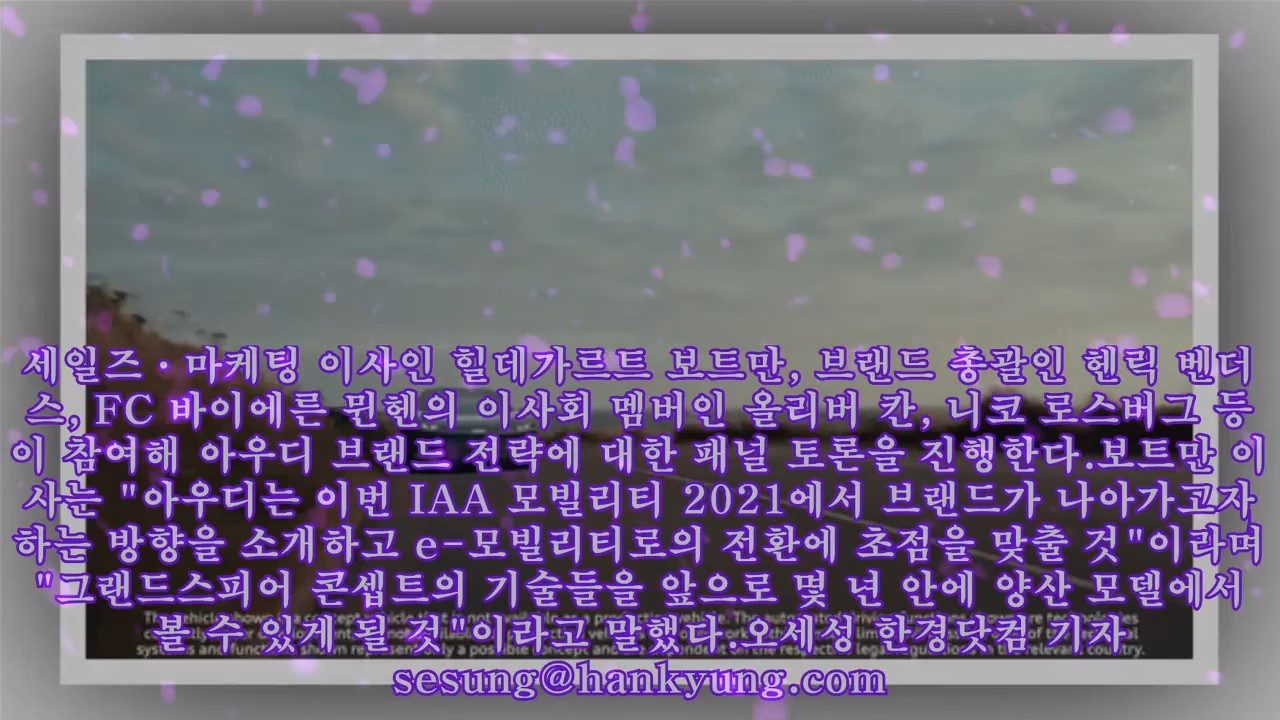 세일즈·마케팅 이사인 힐데가르트 보트만, 브랜드 총괄인 헨릭 벤더
스, FC 바이에른 뮌헨의 이사회 멤버인 올리버 칸, 니코 로스버그 등
이 참여해 아우디 브랜드 전략에 대한 패널 토론을 진행한다.보트만 이
사는 "아우디는 이번 IAA 모빌리티 2021에서 브랜드가 나아가고자
하는 방향을 소개하고 e-모빌리티로의 전환에 초점을 맞출 것"이라며
"그랜드스피어 콘셉트의 기술들을 앞으로 몇 년 안에 양산 모델에서
볼 수 있게 될 것"이라고 말했다.오세성 한경닷컴 기자
sesung@hankyung.com